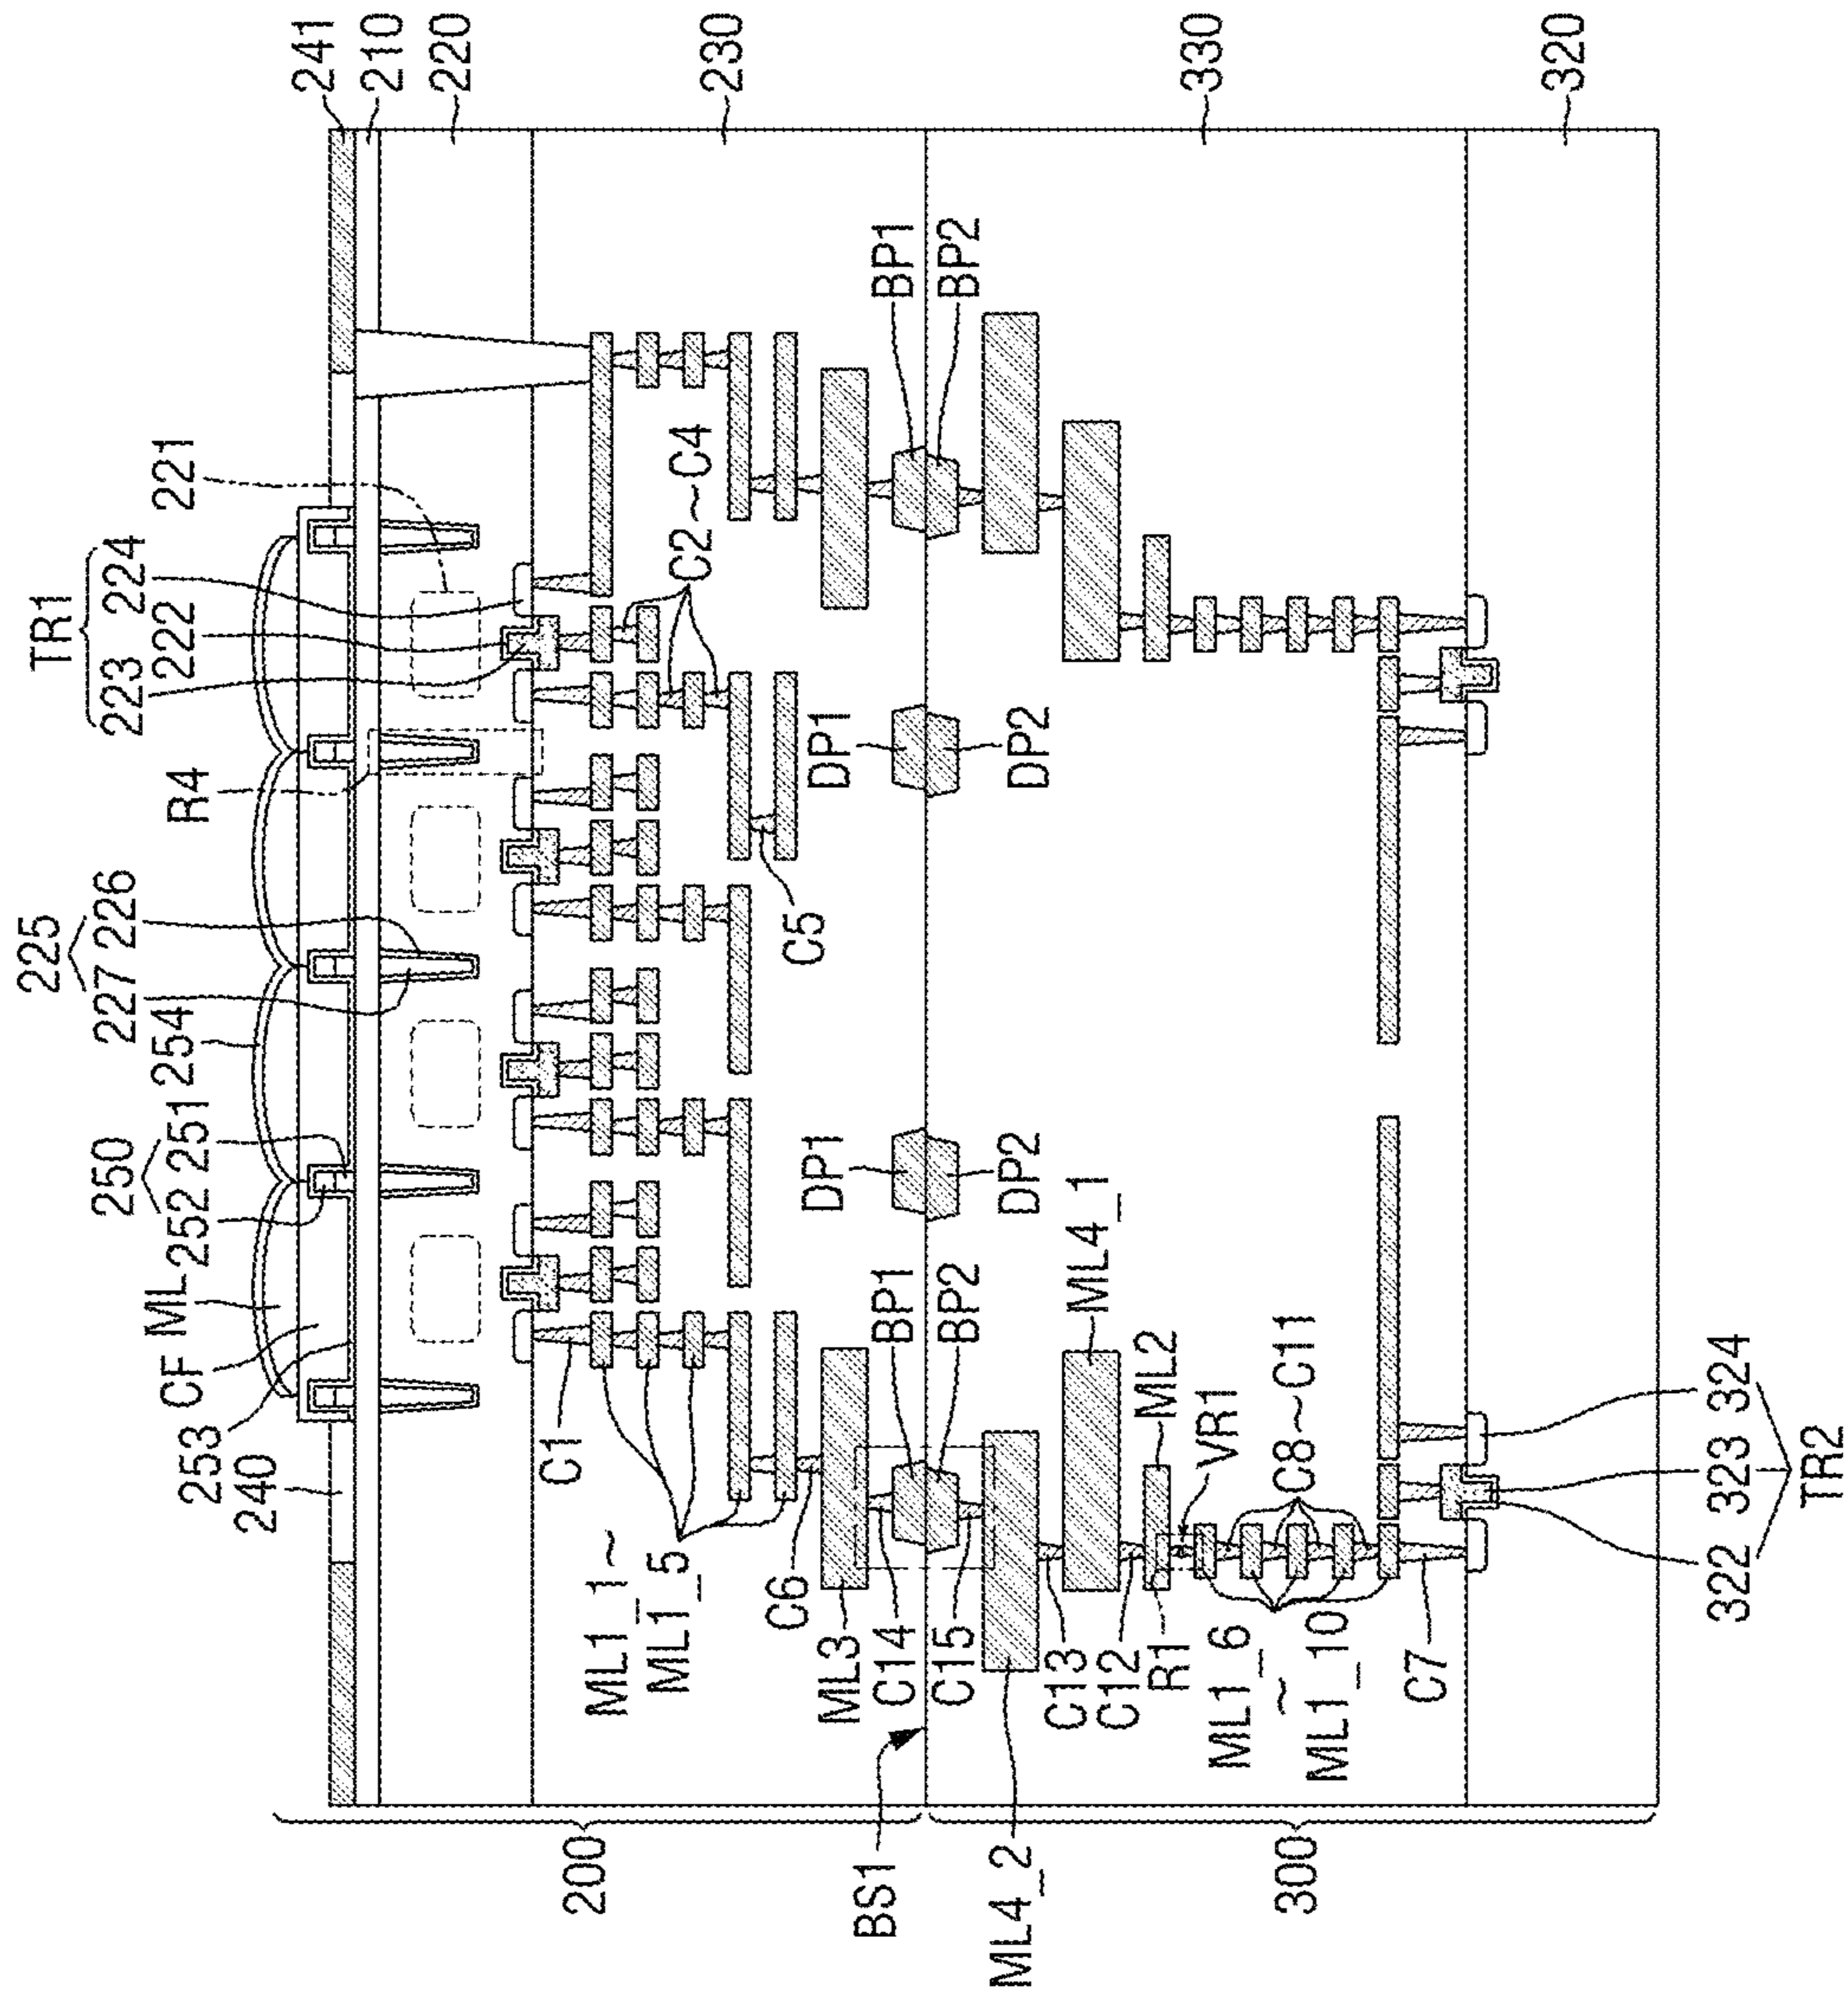 241
210
220
230
330
320
TR1
223 222 224
221
R4
225
227 226
254
250
252 251
ML
CF
253
240
C2~C4
C5
C1
ML1_1~
ML1_5
C6
ML3
C14
C15
BP1
BP2
BP1
BP2
DP1
DP2
DP1
DP2
ML4_1
ML2
VR1
C8~C11
C13
C12
R1
ML1_6
~
ML1_10
C7
322 323 324
TR2
200
BS1
ML4_2
300